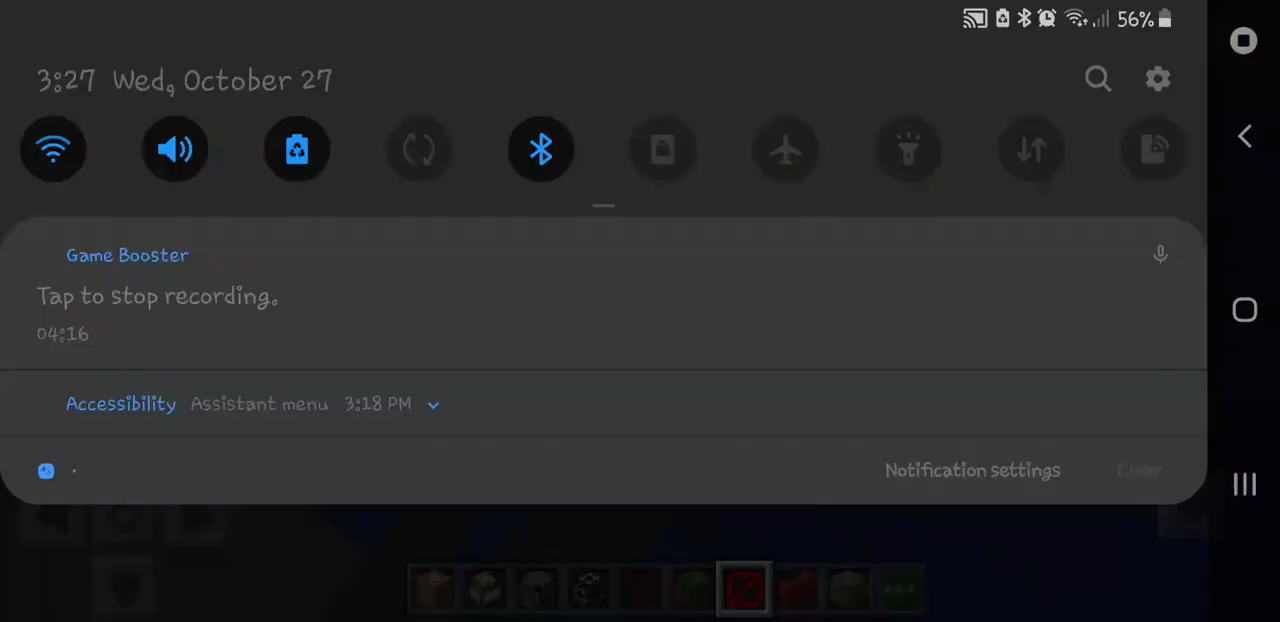 56%
3:27 Wed, October 27
Game Booster
Tap to stop recording.
04:16
Accessibility Assistant menu 3:18 PM
Notification settings Clear